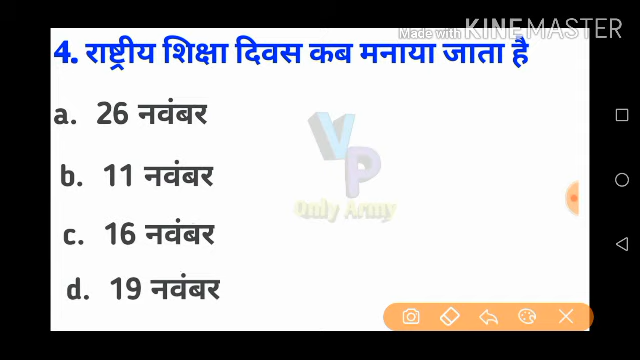 Made with KINEMASTER
4. राष्ट्रीय शिक्षा दिवस कब मनाया जाता है
a. 26 नवंबर
b. 11 नवंबर
c. 16 नवंबर
d. 19 नवंबर
VP
Only Army